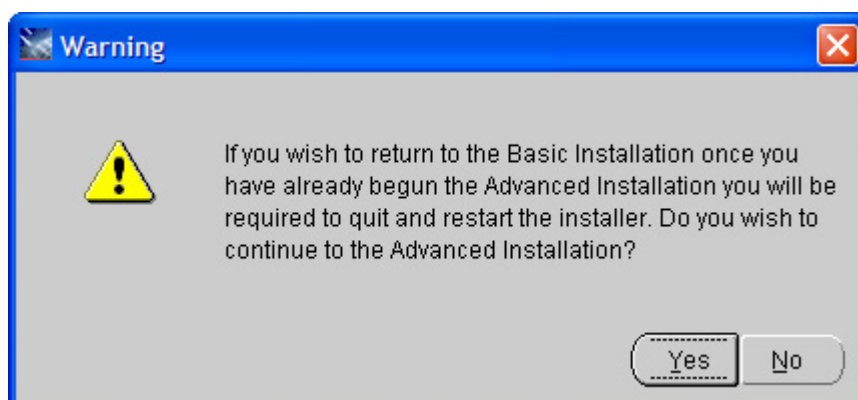 Warning
If you wish to return to the Basic Installation once you
have already begun the Advanced Installation you will be
required to quit and restart the installer. Do you wish to
continue to the Advanced Installation?
Yes No